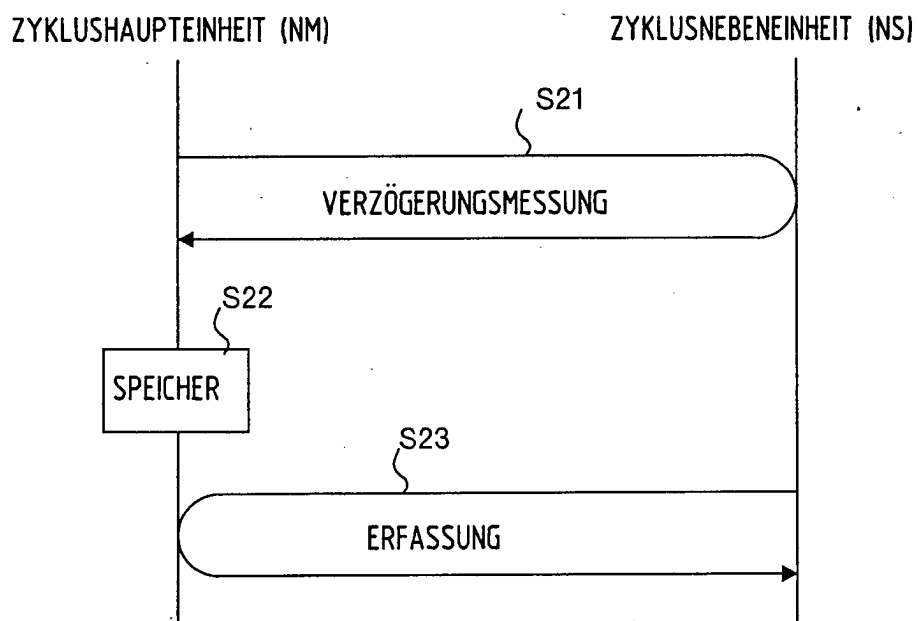 ZYKLUSHAUPTEINHEIT (NM)
ZYKLUSNEBENEINHEIT (NS)
S21
VERZÖGERUNGSMESSUNG
S22
SPEICHER
S23
ERFASSUNG